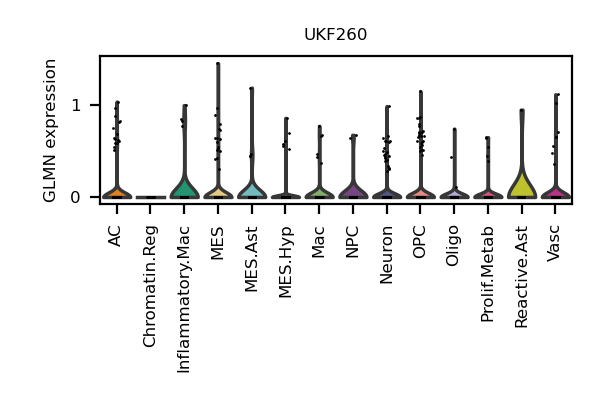 UKF260
GLMN expression
1
0
AC
Chromatin.Reg
Inflammatory.Mac
MES
MES.Ast
MES.Hyp
Mac
NPC
Neuron
OPC
Oligo
Prolif.Metab
Reactive.Ast
Vasc